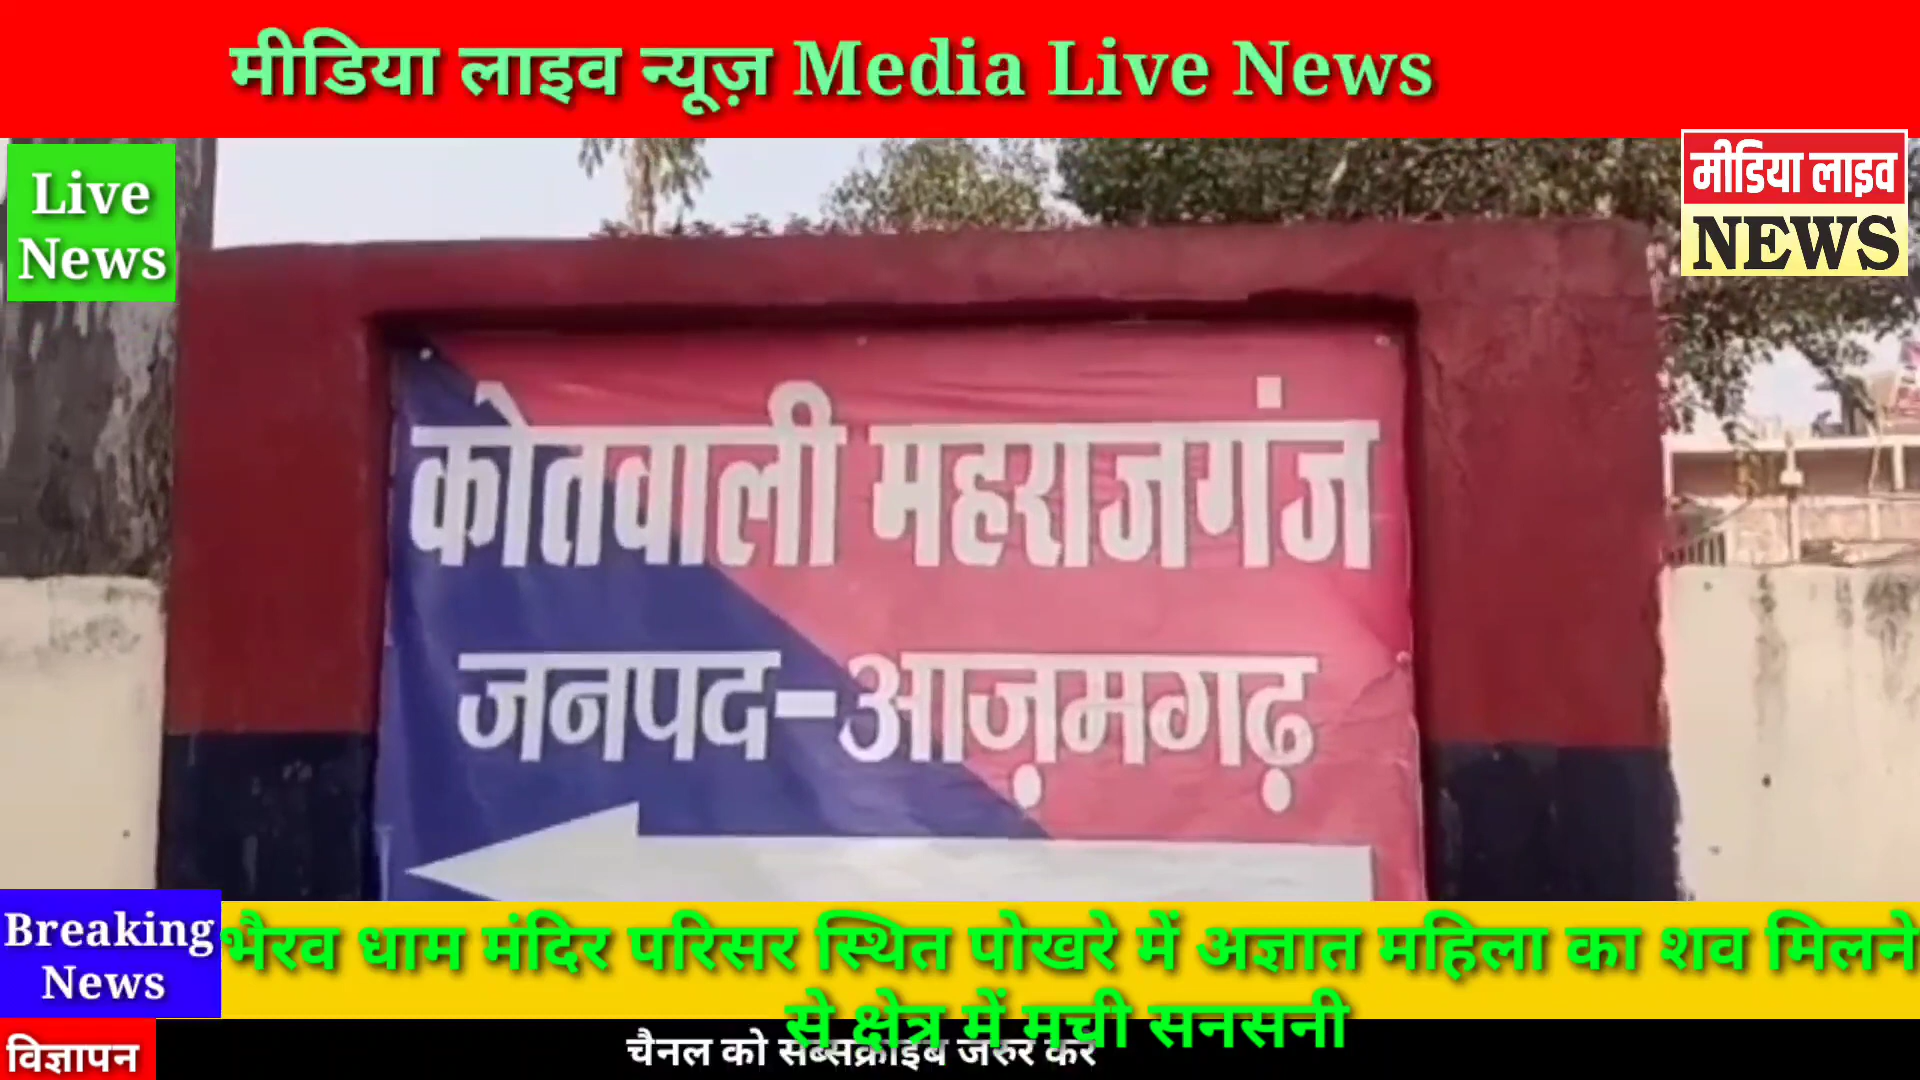 मीडिया लाइव न्यूज़ Media Live News
Live
News
मीडिया लाइव
NEWS
कोतवाली महराजगंज
जनपद-आज़मगढ़
Breaking
News
भैरव धाम मंदिर परिसर स्थित पोखरे में अज्ञात महिला का शव मिलने
से क्षेत्र में मची सनसनी
विज्ञापन
चैनल को सब्सक्राइब जरुर करें